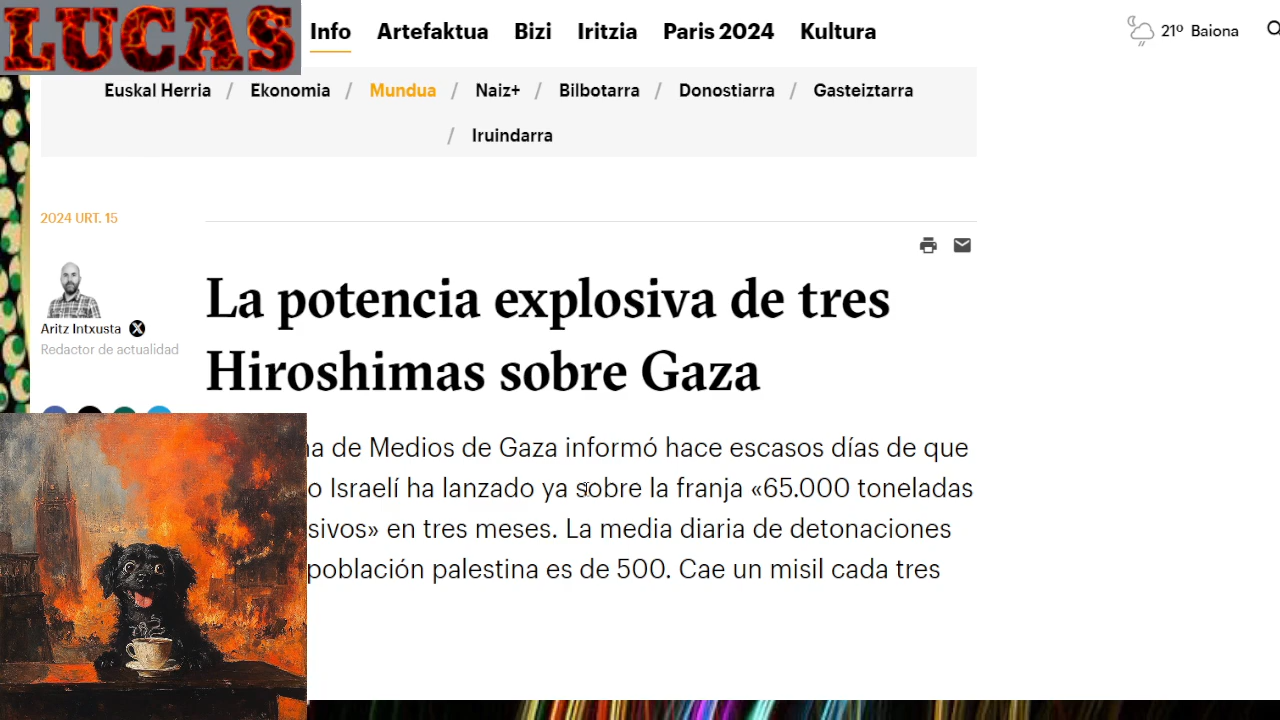 LUCAS
Info Artefaktua Bizi Iritzia Paris 2024 Kultura
21º Baiona
Euskal Herria / Ekonomia / Mundua / Naiz+ / Bilbotarra / Donostiarra / Gasteiztarra
/ Iruindarra
2024 URT. 15
Aritz Intxusta
Redactor de actualidad
La potencia explosiva de tres
Hiroshimas sobre Gaza
de Medios de Gaza informó hace escasos días de que
Israelí ha lanzado ya sobre la franja «65.000 toneladas
en tres meses. La media diaria de detonaciones
población palestina es de 500. Cae un misil cada tres